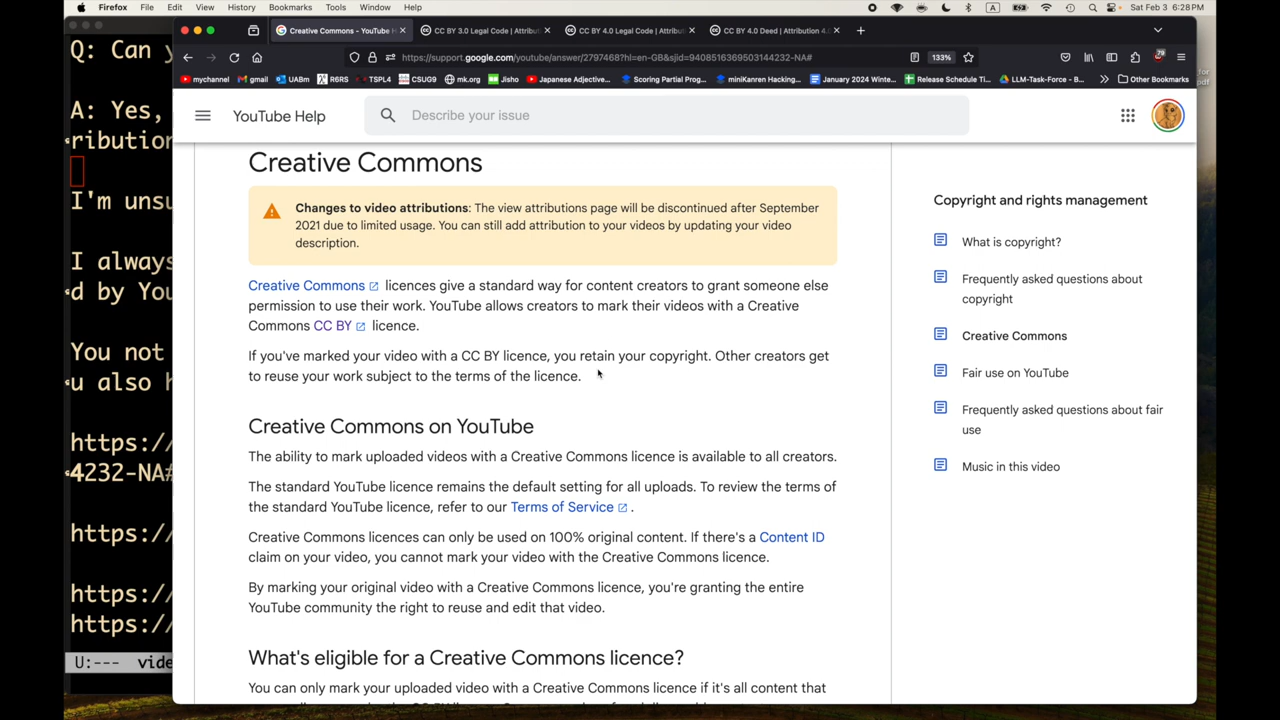 Firefox File Edit View History Bookmarks Tools Window Help
Sat Feb 3 6:28 PM
Creative Commons - YouTube H
CC BY 3.0 Legal Code | Attribut
CC BY 4.0 Legal Code | Attribut
CC BY 4.0 Deed | Attribution 4.
https://support.google.com/youtube/answer/2797468?hl=en-GB&sjid=9408516369503144232-NA#
133%
79
mychannel gmail UABm R6RS TSPL4 CSUG9 mk.org Jisho Japanese Adjective... Scoring Partial Prog... miniKanren Hacking... January 2024 Winte... Release Schedule Ti... LLM-Task-Force - B... Other Bookmarks
YouTube Help
Describe your issue
Creative Commons
Changes to video attributions: The view attributions page will be discontinued after September
2021 due to limited usage. You can still add attribution to your videos by updating your video
description.
Creative Commons licences give a standard way for content creators to grant someone else
permission to use their work. YouTube allows creators to mark their videos with a Creative
Commons CC BY licence.
If you've marked your video with a CC BY licence, you retain your copyright. Other creators get
to reuse your work subject to the terms of the licence.
Creative Commons on YouTube
The ability to mark uploaded videos with a Creative Commons licence is available to all creators.
The standard YouTube licence remains the default setting for all uploads. To review the terms of
the standard YouTube licence, refer to our Terms of Service .
Creative Commons licences can only be used on 100% original content. If there's a Content ID
claim on your video, you cannot mark your video with the Creative Commons licence.
By marking your original video with a Creative Commons licence, you're granting the entire
YouTube community the right to reuse and edit that video.
What's eligible for a Creative Commons licence?
You can only mark your uploaded video with a Creative Commons licence if it's all content that
Copyright and rights management
What is copyright?
Frequently asked questions about
copyright
Creative Commons
Fair use on YouTube
Frequently asked questions about fair
use
Music in this video
Q: Can y
A: Yes,
ribution
I'm unsu
I always
d by You
You not
u also h
https:/
4232-NA#
https:/
https:/
https:/
U:--- vide